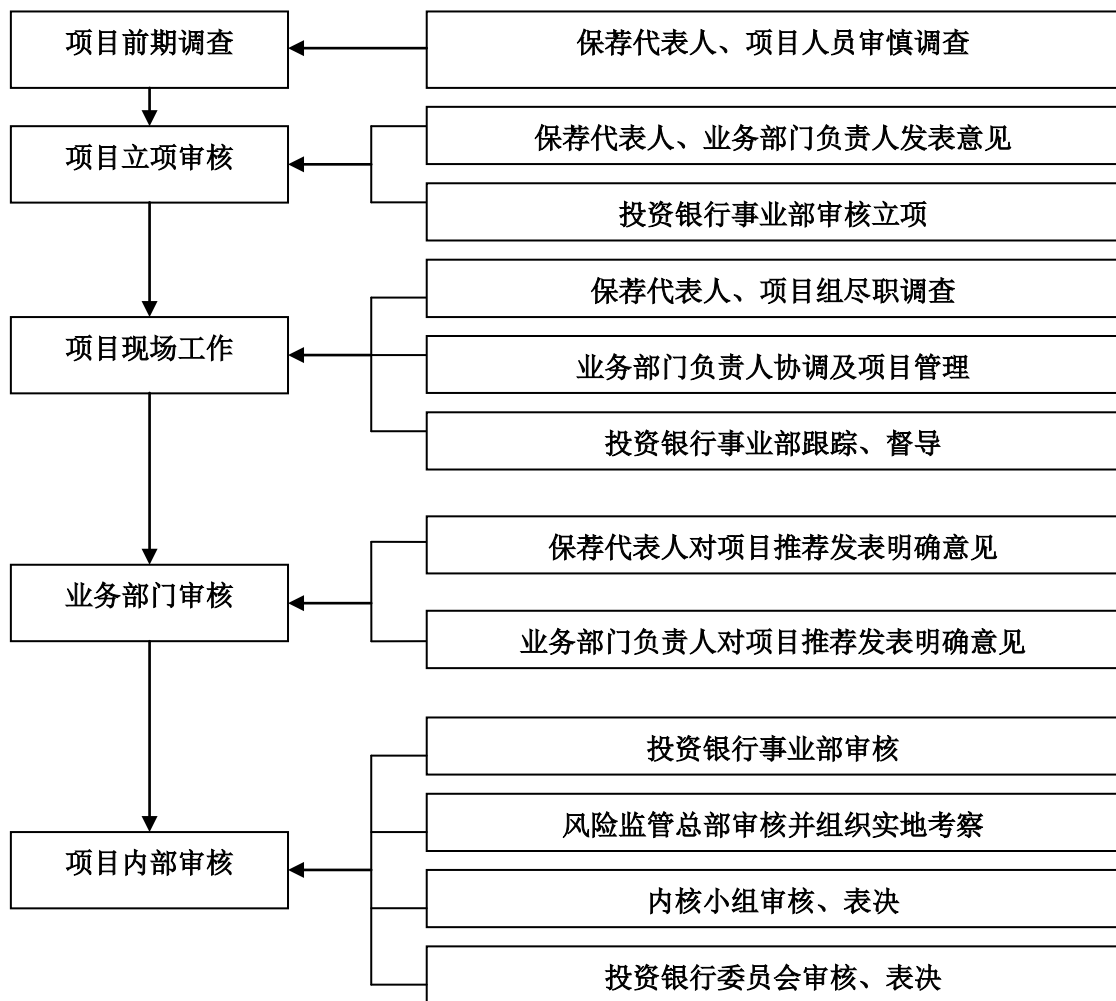 项目前期调查
保荐代表人、项目人员审慎调查
项目立项审核
保荐代表人、业务部门负责人发表意见
投资银行事业部审核立项
项目现场工作
保荐代表人、项目组尽职调查
业务部门负责人协调及项目管理
投资银行事业部跟踪、督导
业务部门审核
保荐代表人对项目推荐发表明确意见
业务部门负责人对项目推荐发表明确意见
项目内部审核
投资银行事业部审核
风险监管总部审核并组织实地考察
内核小组审核、表决
投资银行委员会审核、表决